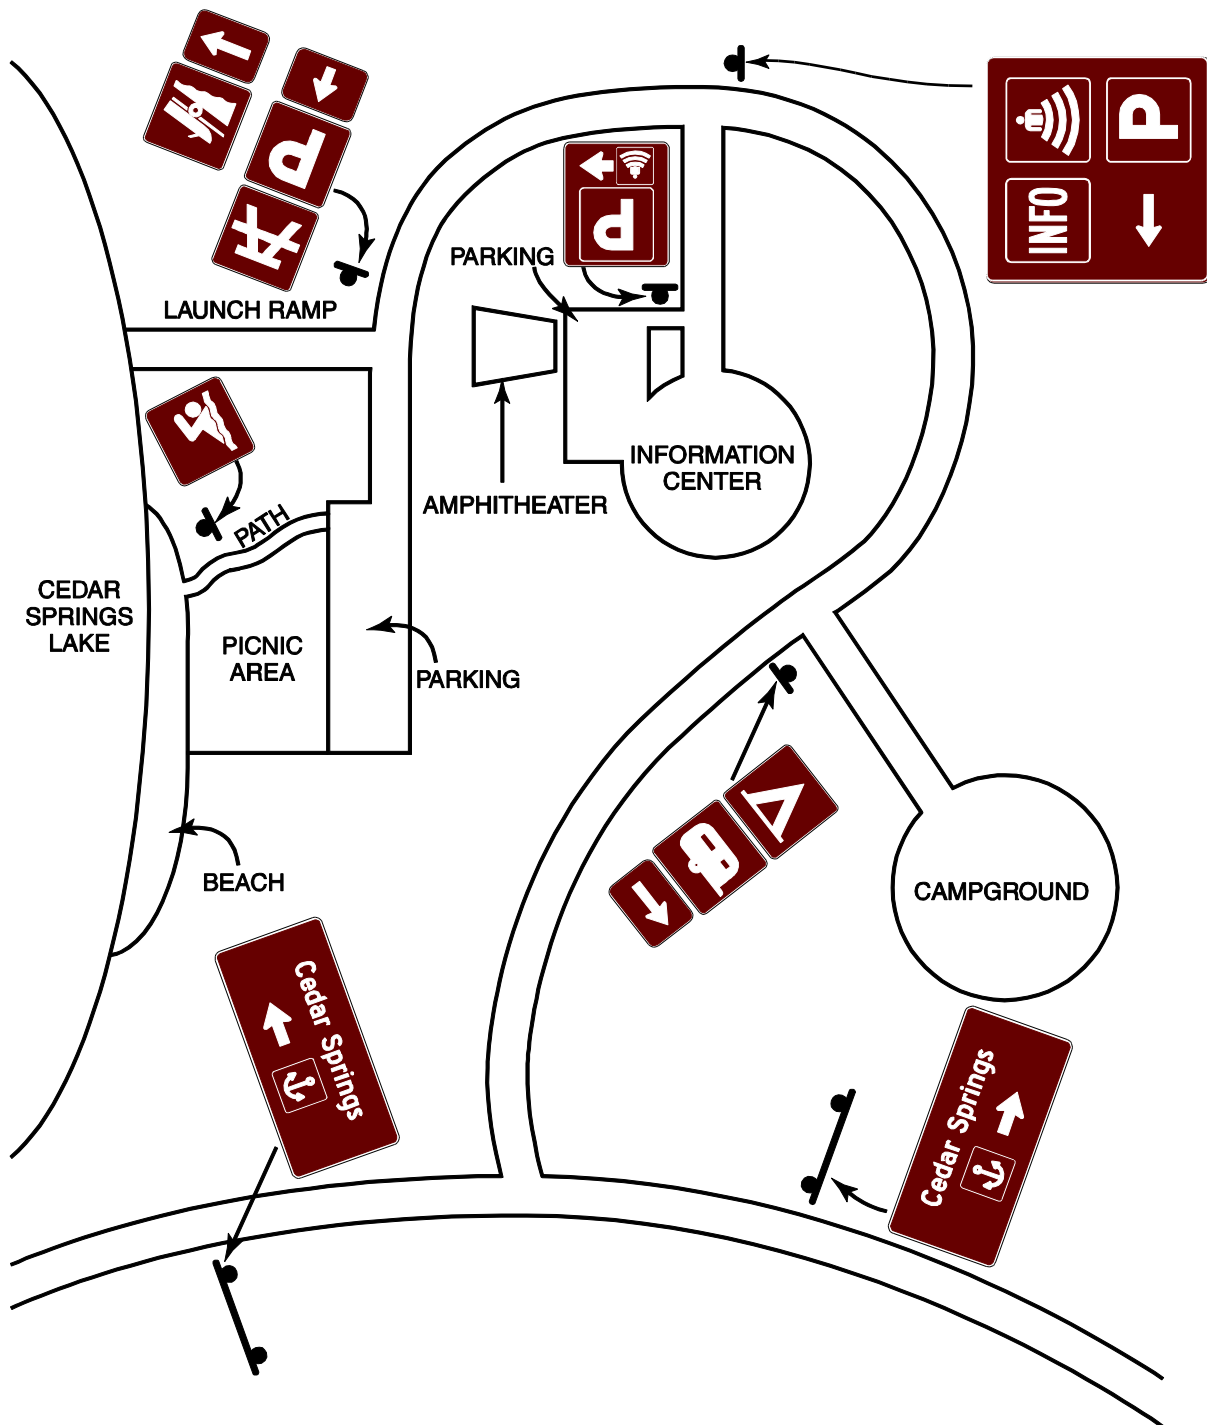 P
P
INFO
P
PARKING
LAUNCH RAMP
INFORMATION
CENTER
AMPHITHEATER
PATH
CEDAR
SPRINGS
LAKE
PICNIC
AREA
PARKING
BEACH
CAMPGROUND
Cedar Springs
Cedar Springs